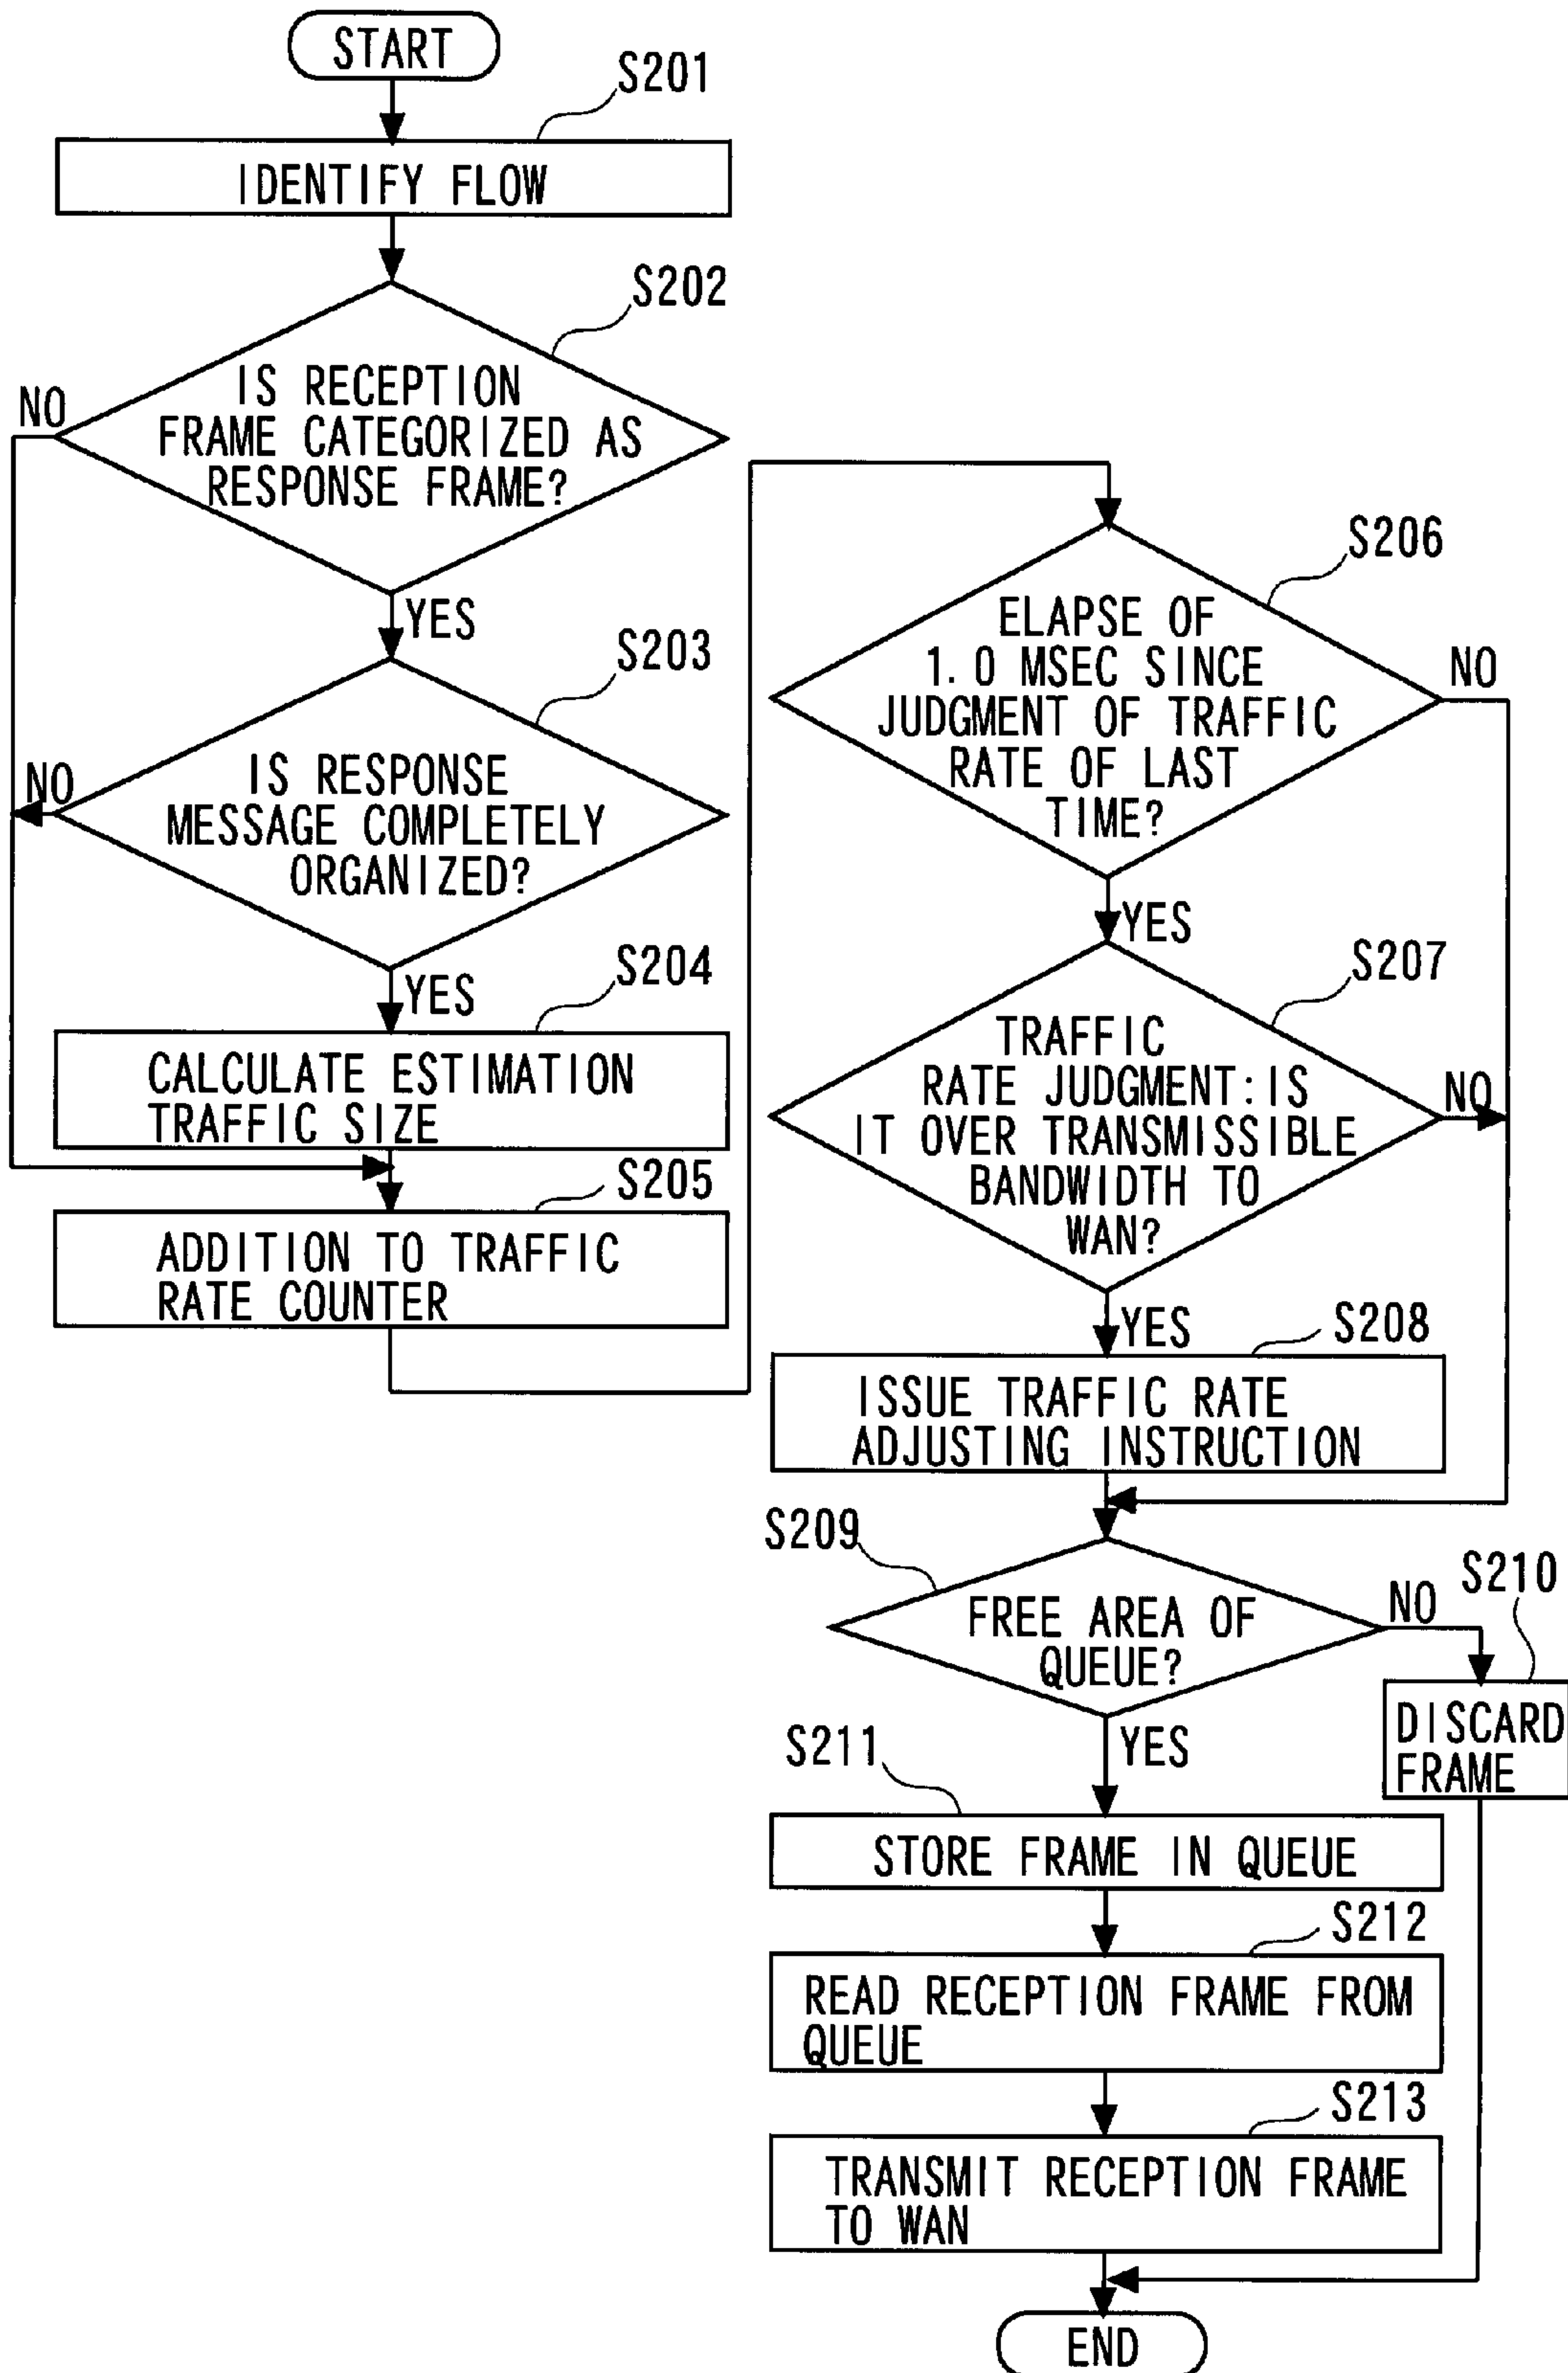 START
S201
IDENTIFY FLOW
S202
IS RECEPTION
FRAME CATEGORIZED AS
RESPONSE FRAME?
NO
YES
S203
IS RESPONSE
MESSAGE COMPLETELY
ORGANIZED?
NO
YES
S204
CALCULATE ESTIMATION
TRAFFIC SIZE
S205
ADDITION TO TRAFFIC
RATE COUNTER
S206
ELAPSE OF
1.0 MSEC SINCE
JUDGMENT OF TRAFFIC
RATE OF LAST
TIME?
NO
YES
S207
TRAFFIC
RATE JUDGMENT:IS
IT OVER TRANSMISSIBLE
BANDWIDTH TO
WAN?
NO
YES
S208
ISSUE TRAFFIC RATE
ADJUSTING INSTRUCTION
S209
FREE AREA OF
QUEUE?
NO
S210
DISCARD
FRAME
YES
S211
STORE FRAME IN QUEUE
S212
READ RECEPTION FRAME FROM
QUEUE
S213
TRANSMIT RECEPTION FRAME
TO WAN
END